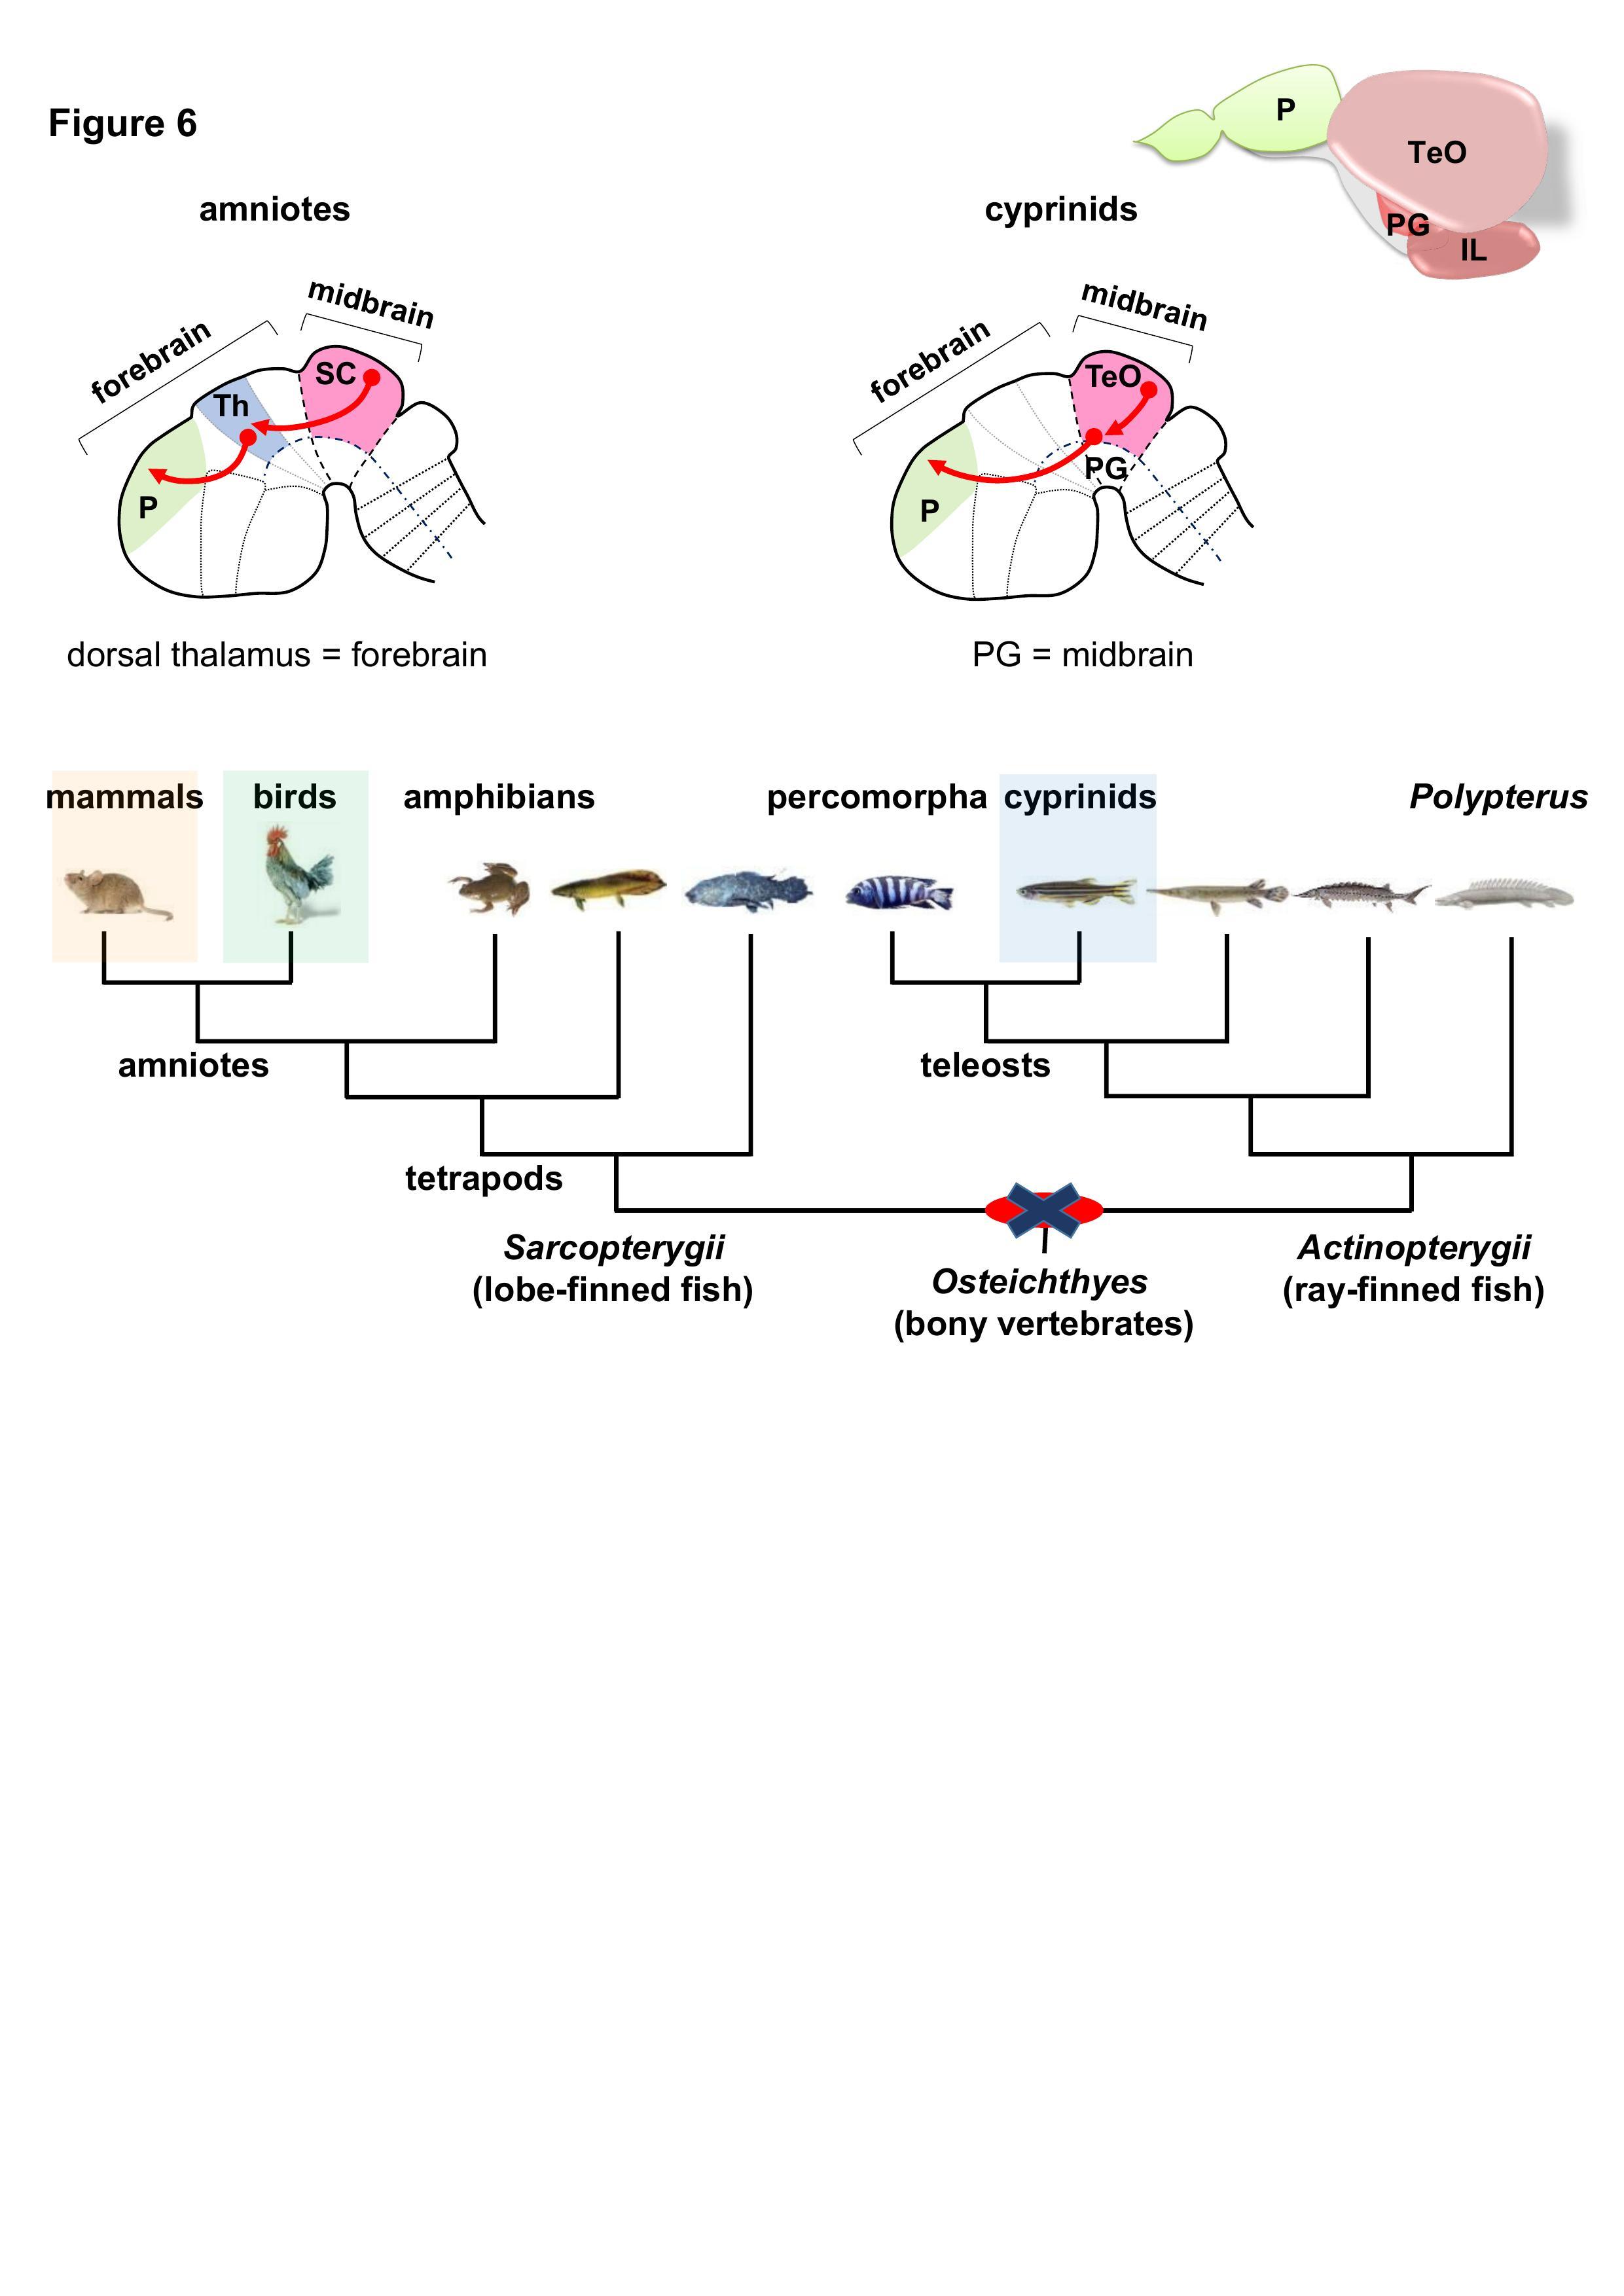 Figure 6
P
TeO
PG
IL
amniotes
cyprinids
forebrain
midbrain
SC
Th
P
forebrain
midbrain
TeO
PG
P
dorsal thalamus = forebrain
PG = midbrain
mammals
birds
amphibians
percomorpha
cyprinids
Polypterus
amniotes
teleosts
tetrapods
Sarcopterygii
(lobe-finned fish)
Osteichthyes
(bony vertebrates)
Actinopterygii
(ray-finned fish)